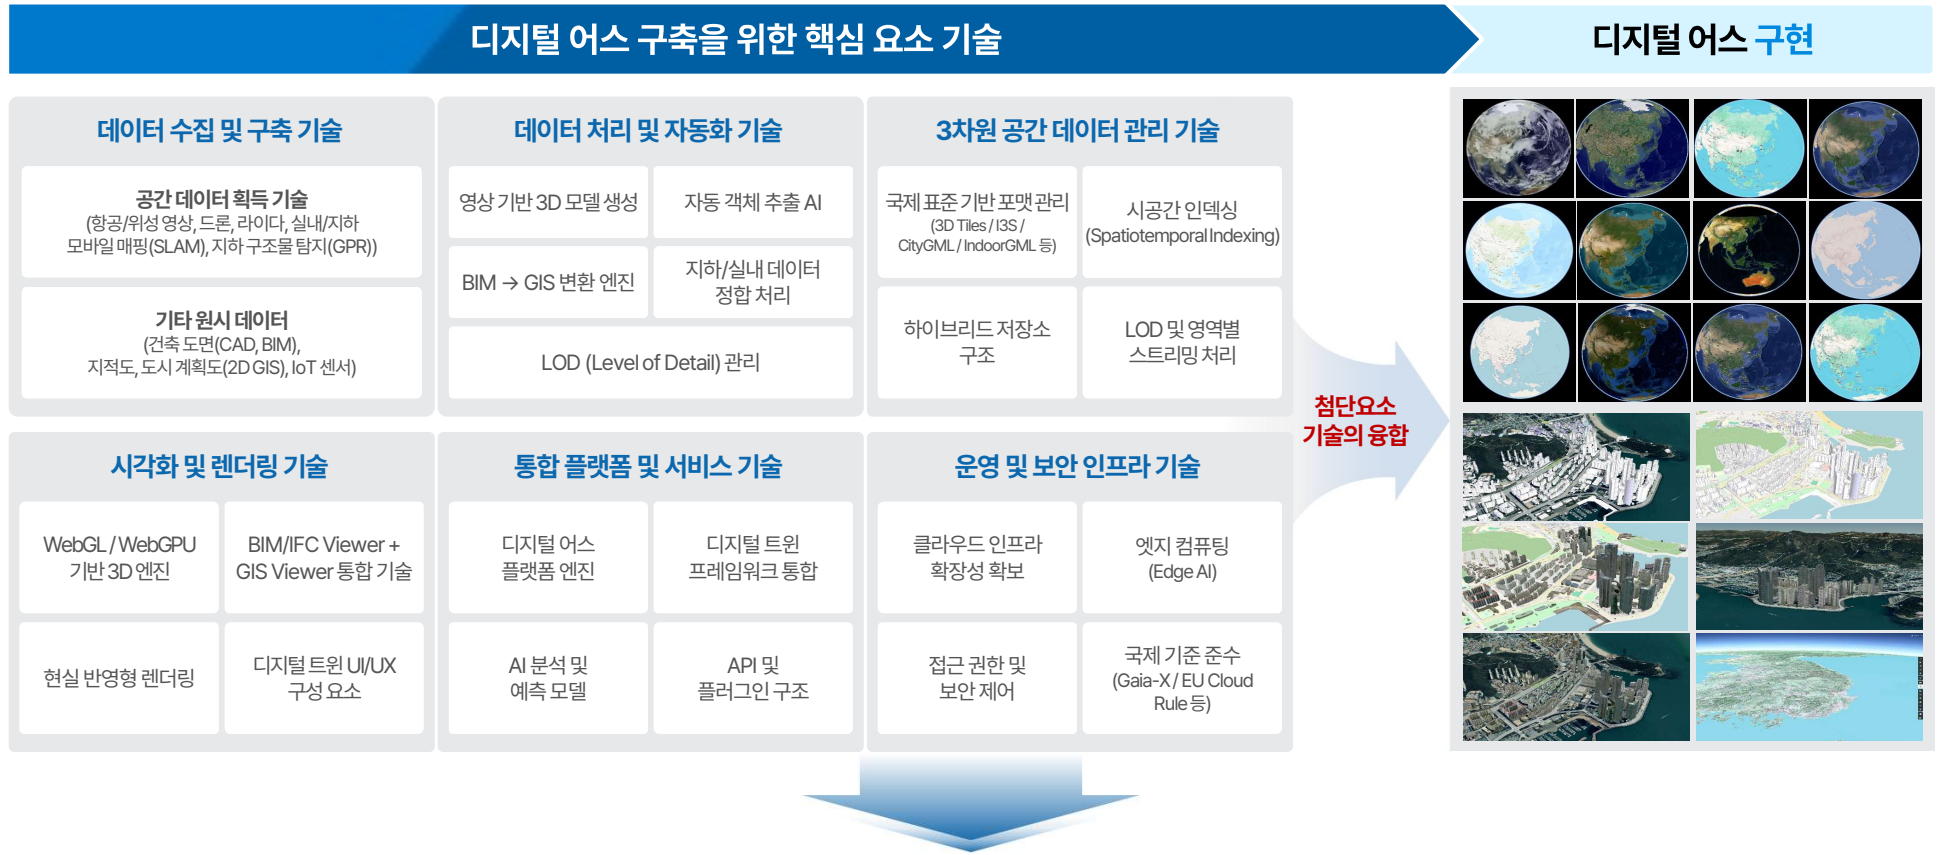 디지털 어스 구축을 위한 핵심 요소 기술
디지털 어스 구현
데이터 수집 및 구축 기술
공간 데이터 획득 기술
(항공/위성 영상, 드론, 라이다, 실내/지하
모바일 매핑(SLAM), 지하 구조물 탐지(GPR))
기타 원시 데이터
(건축 도면(CAD, BIM),
지적도, 도시 계획도(2D GIS), IoT 센서)
데이터 처리 및 자동화 기술
영상 기반 3D 모델 생성
자동 객체 추출 AI
BIM → GIS 변환 엔진
지하/실내 데이터
정합 처리
LOD (Level of Detail) 관리
3차원 공간 데이터 관리 기술
국제 표준 기반 포맷 관리
(3D Tiles / I3S /
CityGML / IndoorGML 등)
시공간 인덱싱
(Spatiotemporal Indexing)
하이브리드 저장소
구조
LOD 및 영역별
스트리밍 처리
첨단요소
기술의 융합
시각화 및 렌더링 기술
WebGL / WebGPU
기반 3D 엔진
BIM/IFC Viewer +
GIS Viewer 통합 기술
현실 반영형 렌더링
디지털 트윈 UI/UX
구성 요소
통합 플랫폼 및 서비스 기술
디지털 어스
플랫폼 엔진
디지털 트윈
프레임워크 통합
AI 분석 및
예측 모델
API 및
플러그인 구조
운영 및 보안 인프라 기술
클라우드 인프라
확장성 확보
엣지 컴퓨팅
(Edge AI)
접근 권한 및
보안 제어
국제 기준 준수
(Gaia-X / EU Cloud
Rule 등)